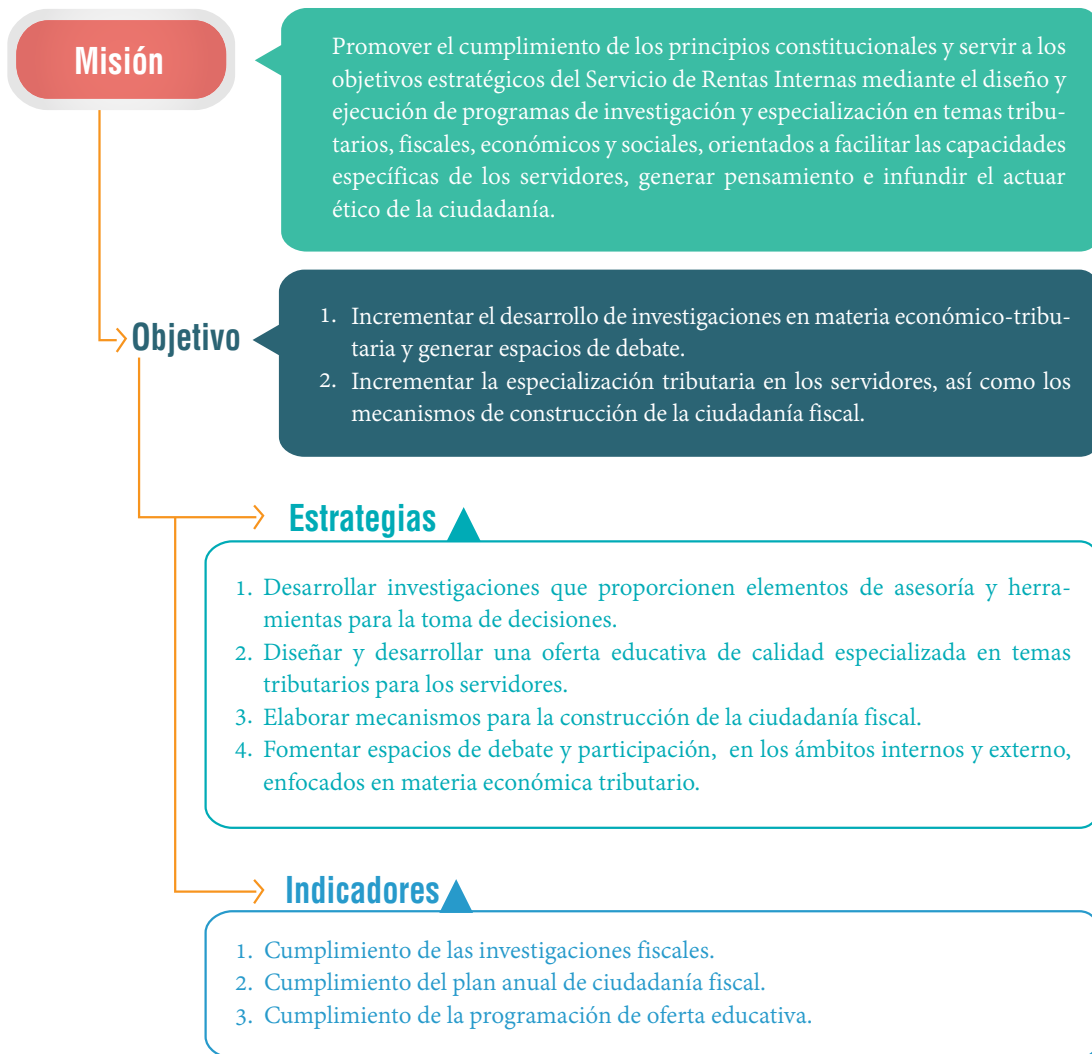 Misión
Promover el cumplimiento de los principios constitucionales y servir a los
objetivos estratégicos del Servicio de Rentas Internas mediante el diseño y
ejecución de programas de investigación y especialización en temas tribu-
tarios, fiscales, económicos y sociales, orientados a facilitar las capacidades
específicas de los servidores, generar pensamiento e infundir el actuar
ético de la ciudadanía.
Objetivo
1. Incrementar el desarrollo de investigaciones en materia económico-tribu-
taria y generar espacios de debate.
2. Incrementar la especialización tributaria en los servidores, así como los
mecanismos de construcción de la ciudadanía fiscal.
Estrategias
1. Desarrollar investigaciones que proporcionen elementos de asesoría y herra-
mientas para la toma de decisiones.
2. Diseñar y desarrollar una oferta educativa de calidad especializada en temas
tributarios para los servidores.
3. Elaborar mecanismos para la construcción de la ciudadanía fiscal.
4. Fomentar espacios de debate y participación, en los ámbitos internos y externo,
enfocados en materia económica tributario.
Indicadores
1. Cumplimiento de las investigaciones fiscales.
2. Cumplimiento del plan anual de ciudadanía fiscal.
3. Cumplimiento de la programación de oferta educativa.